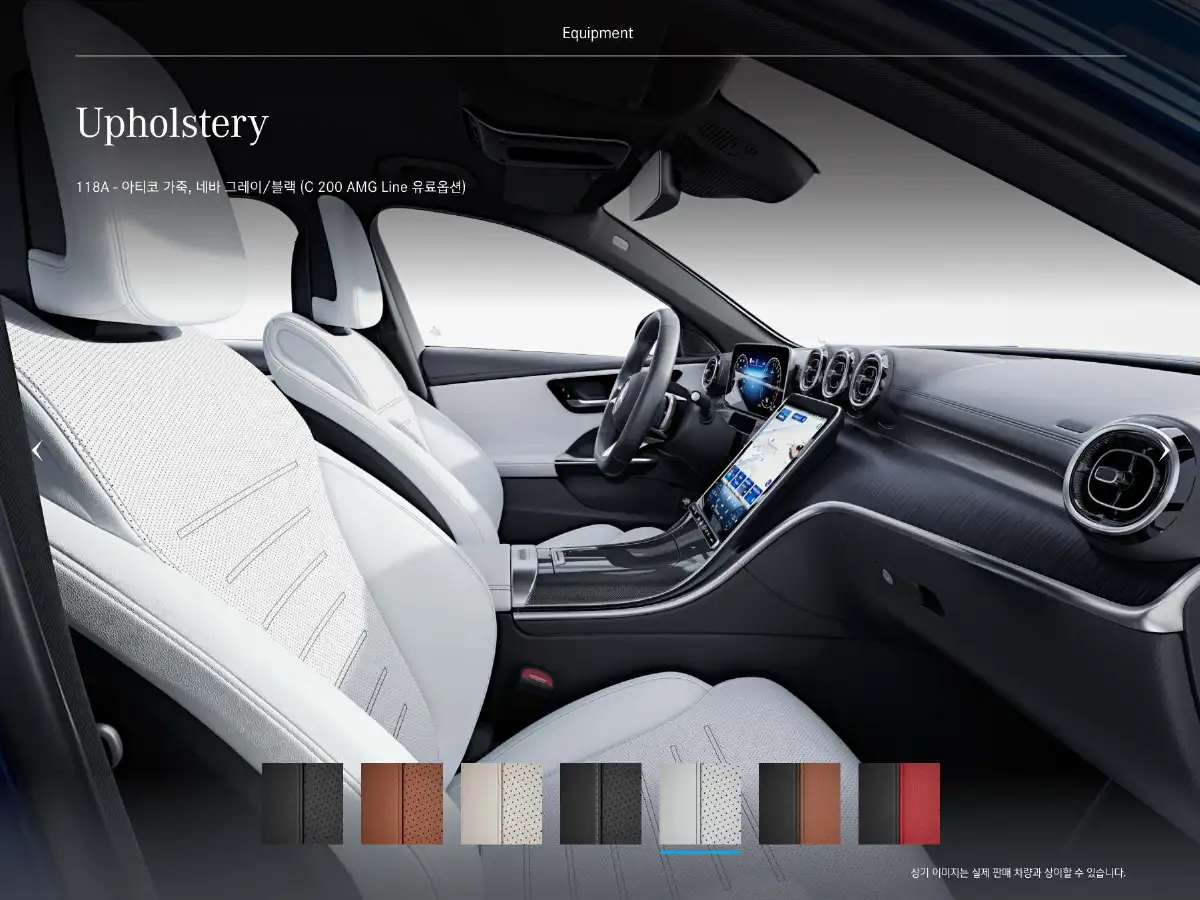 Equipment
Upholstery
118A - 아티코 가죽, 네바 그레이/블랙 (C 200 AMG Line 유료옵션)
상기 이미지는 실제 판매 차량과 상이할 수 있습니다.